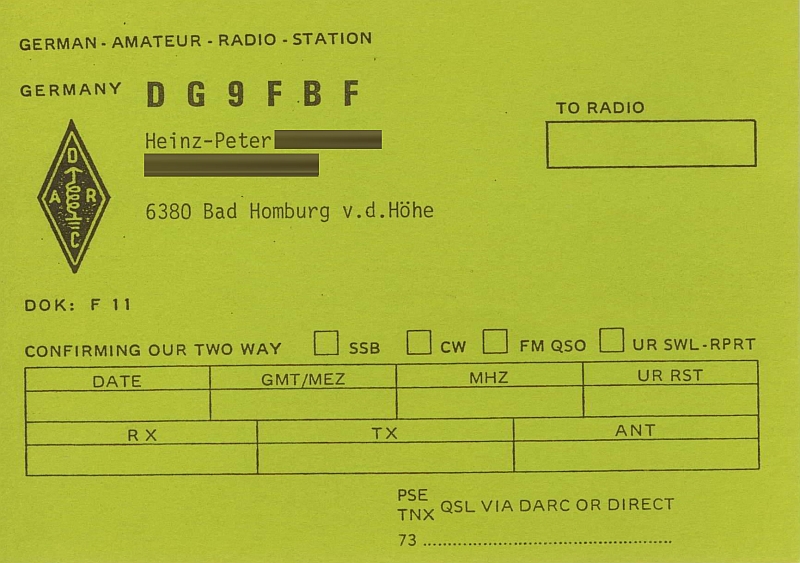 GERMAN - AMATEUR - RADIO - STATION
GERMANY DG9FBF
Heinz-Peter
6380 Bad Homburg v.d.Höhe
TO RADIO
D
A R
C
DOK: F 11
CONFIRMING OUR TWO WAY SSB CW FM QSO UR SWL-RPRT
DATE GMT/MEZ MHZ UR RST
RX TX ANT
PSE
TNX QSL VIA DARC OR DIRECT
73 ........................................................